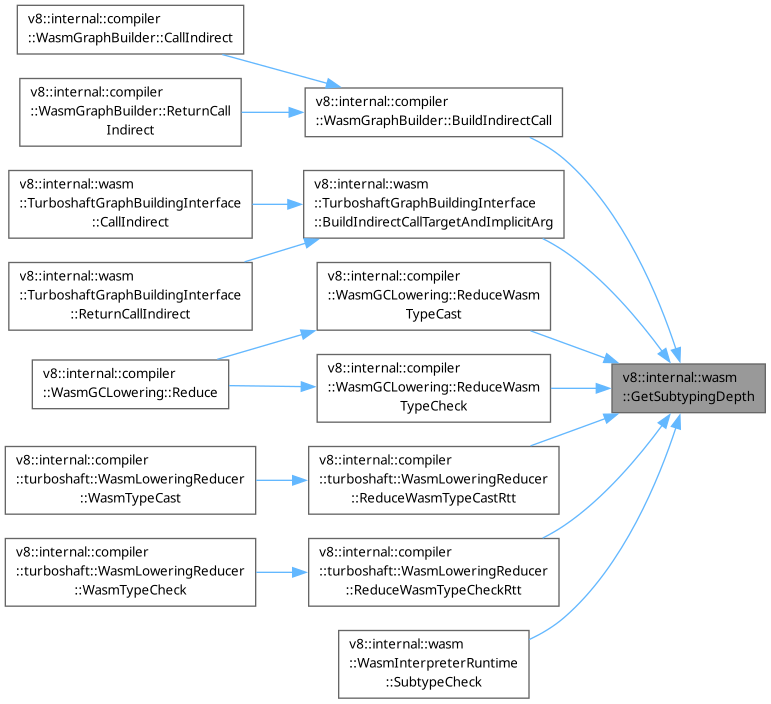 v8::internal::compiler
::WasmGraphBuilder::CallIndirect
v8::internal::compiler
::WasmGraphBuilder::ReturnCall
Indirect
v8::internal::compiler
::WasmGraphBuilder::BuildIndirectCall
v8::internal::wasm
::TurboshaftGraphBuildingInterface
::CallIndirect
v8::internal::wasm
::TurboshaftGraphBuildingInterface
::BuildIndirectCallTargetAndImplicitArg
v8::internal::wasm
::TurboshaftGraphBuildingInterface
::ReturnCallIndirect
v8::internal::compiler
::WasmGCLowering::ReduceWasm
TypeCast
v8::internal::compiler
::WasmGCLowering::Reduce
v8::internal::compiler
::WasmGCLowering::ReduceWasm
TypeCheck
v8::internal::wasm
::GetSubtypingDepth
v8::internal::compiler
::turboshaft::WasmLoweringReducer
::WasmTypeCast
v8::internal::compiler
::turboshaft::WasmLoweringReducer
::ReduceWasmTypeCastRtt
v8::internal::compiler
::turboshaft::WasmLoweringReducer
::WasmTypeCheck
v8::internal::compiler
::turboshaft::WasmLoweringReducer
::ReduceWasmTypeCheckRtt
v8::internal::wasm
::WasmInterpreterRuntime
::SubtypeCheck